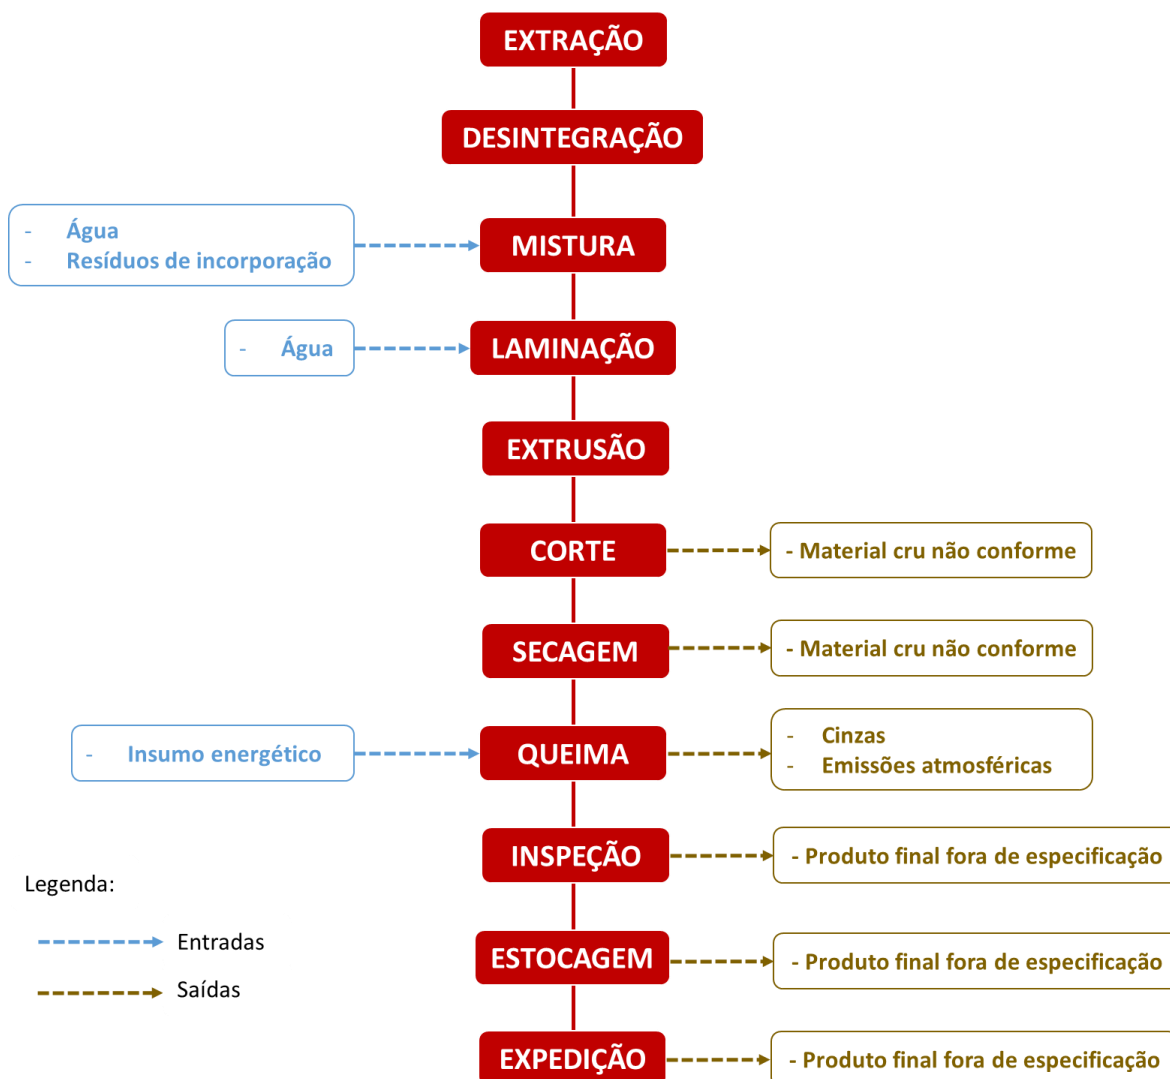 EXTRAÇÃO
DESINTEGRAÇÃO
- Água
- Resíduos de incorporação
MISTURA
- Água
LAMINAÇÃO
EXTRUSÃO
CORTE
- Material cru não conforme
SECAGEM
- Material cru não conforme
- Insumo energético
QUEIMA
- Cinzas
- Emissões atmosféricas
INSPEÇÃO
- Produto final fora de especificação
Legenda:
Entradas
Saídas
ESTOCAGEM
- Produto final fora de especificação
EXPEDIÇÃO
- Produto final fora de especificação